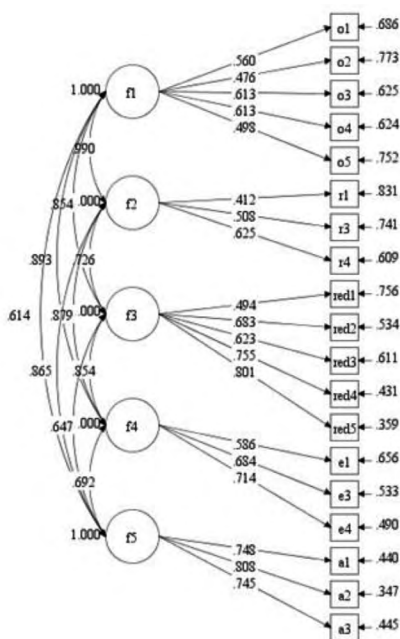 o1 .686
.560
o2 .773
.476
1.000 f1 .613 o3 .625
.613
o4 .624
.498
o5 .752
.990
.412 r1 .831
.854 .000 f2 .508 r3 .741
.625
r4 .609
.893 .726
.494 red1 .756
.683 red2 .534
.614 .879 .000 f3 .623 red3 .611
.755
red4 .431
.801
.865 .854 red5 .359
.647 .000 f4 .586 e1 .656
.684
e3 .533
.714
e4 .490
.692
1.000 f5 .748 a1 .440
.808
a2 .347
.745
a3 .445